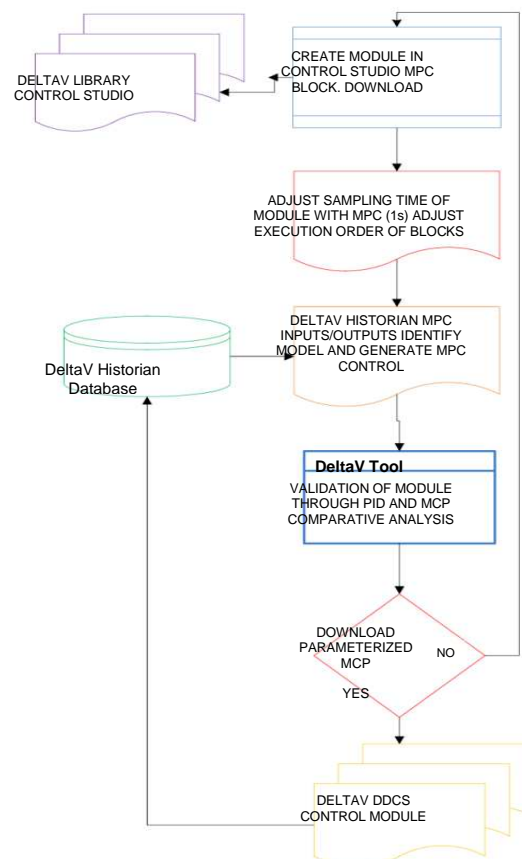 CREATE MODULE IN
CONTROL STUDIO MPC
BLOCK. DOWNLOAD
DELTAV LIBRARY
CONTROL STUDIO
ADJUST SAMPLING TIME OF
MODULE WITH MPC (1s) ADJUST
EXECUTION ORDER OF BLOCKS
DELTAV HISTORIAN MPC
INPUTS/OUTPUTS IDENTIFY
MODEL AND GENERATE MPC
CONTROL
DeltaV Historian
Database
DeltaV Tool
VALIDATION OF MODULE
THROUGH PID AND MCP
COMPARATIVE ANALYSIS
DOWNLOAD
PARAMETERIZED
MCP
NO
YES
DELTAV DDCS
CONTROL MODULE